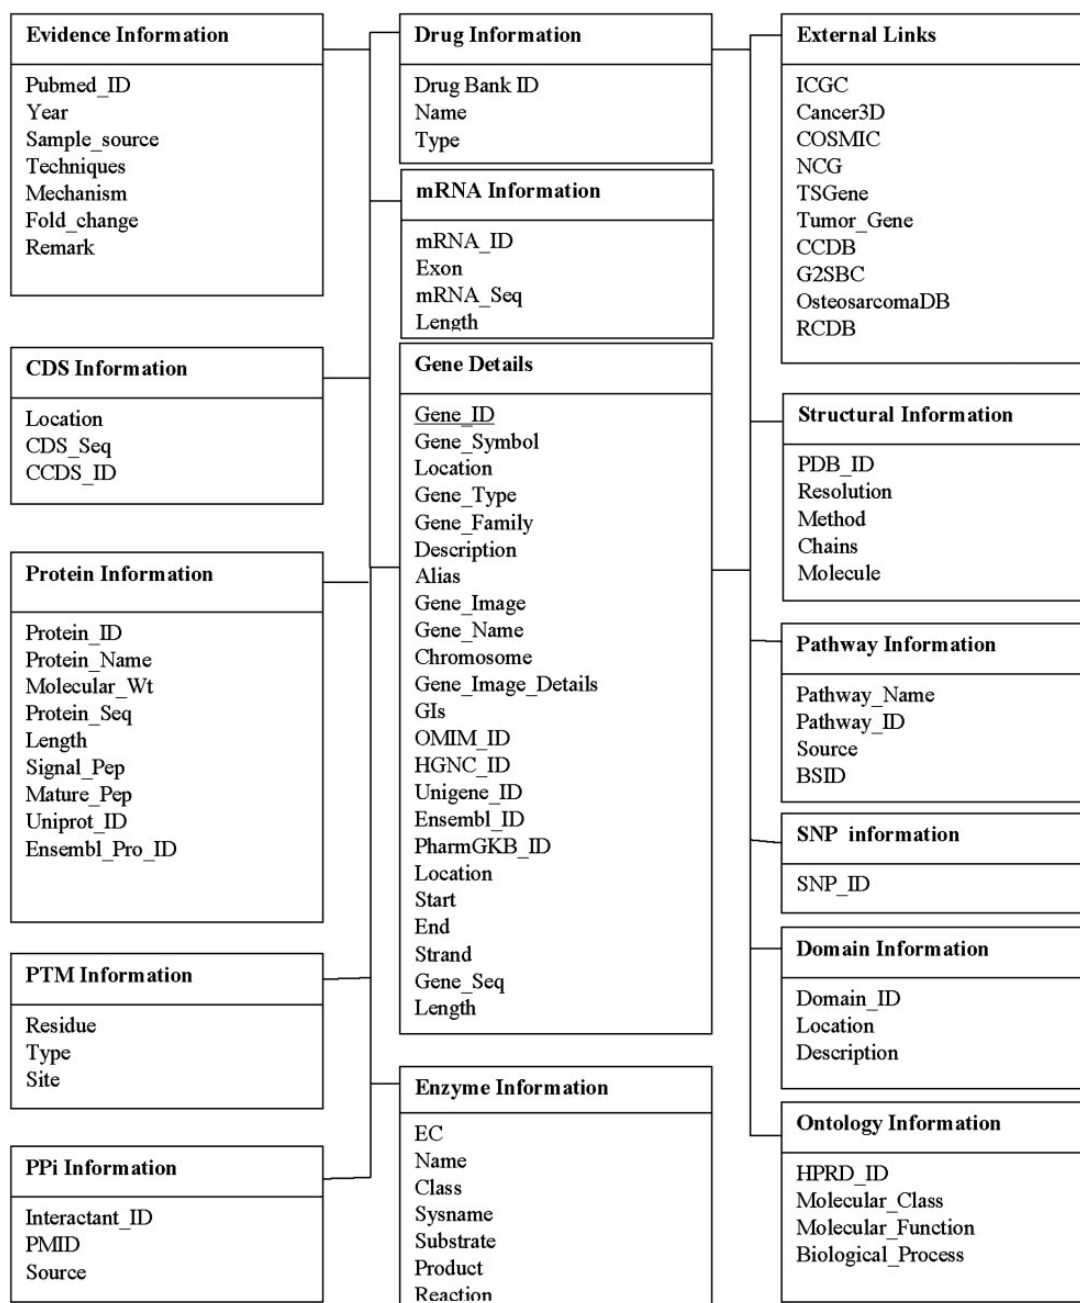 Evidence Information
Pubmed_ID
Year
Sample_source
Techniques
Mechanism
Fold_change
Remark
CDS Information
Location
CDS_Seq
CCDS_ID
Protein Information
Protein_ID
Protein_Name
Molecular_Wt
Protein_Seq
Length
Signal_Pep
Mature_Pep
Uniprot_ID
Ensembl_Pro_ID
PTM Information
Residue
Type
Site
PPi Information
Interactant_ID
PMID
Source
Drug Information
Drug Bank ID
Name
Type
mRNA Information
mRNA_ID
Exon
mRNA_Seq
Length
Gene Details
Gene_ID
Gene_Symbol
Location
Gene_Type
Gene_Family
Description
Alias
Gene_Image
Gene_Name
Chromosome
Gene_Image_Details
GIs
OMIM_ID
HGNC_ID
Unigene_ID
Ensembl_ID
PharmGKB_ID
Location
Start
End
Strand
Gene_Seq
Length
Enzyme Information
EC
Name
Class
Sysname
Substrate
Product
Reaction
External Links
ICGC
Cancer3D
COSMIC
NCG
TSGene
Tumor_Gene
CCDB
G2SBC
OsteosarcomaDB
RCDB
Structural Information
PDB_ID
Resolution
Method
Chains
Molecule
Pathway Information
Pathway_Name
Pathway_ID
Source
BSID
SNP information
SNP_ID
Domain Information
Domain_ID
Location
Description
Ontology Information
HPRD_ID
Molecular_Class
Molecular_Function
Biological_Process